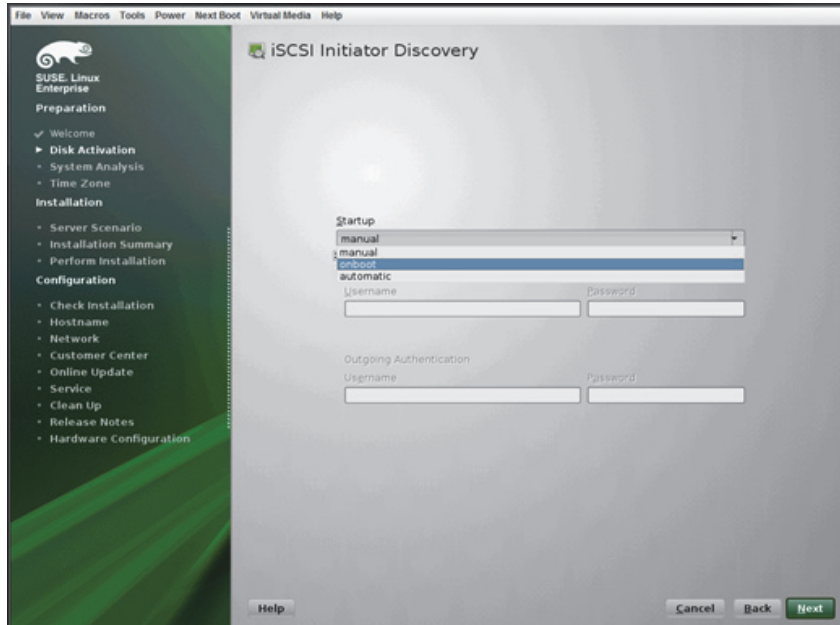 File View Macros Tools Power Next Boot Virtual Media Help
SUSE. Linux
Enterprise
Preparation
Welcome
Disk Activation
System Analysis
Time Zone
Installation
Server Scenario
Installation Summary
Perform Installation
Configuration
Check Installation
Hostname
Network
Customer Center
Online Update
Service
Clean Up
Release Notes
Hardware Configuration
iSCSI Initiator Discovery
Startup
manual
manual
onboot
automatic
Username Password
Outgoing Authentication
Username Password
Help Cancel Back Next